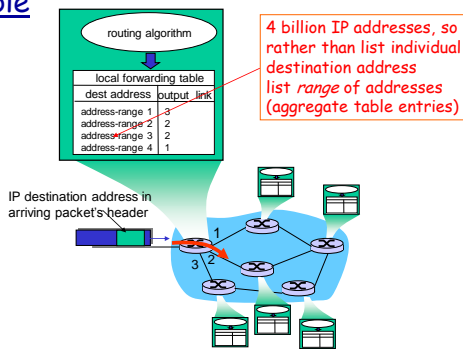 routing algorithm
local forwarding table
dest address output link
address-range 1 3
address-range 2 2
address-range 3 2
address-range 4 1
4 billion IP addresses, so
rather than list individual
destination address
list range of addresses
(aggregate table entries)
IP destination address in
arriving packet's header
1
2
3